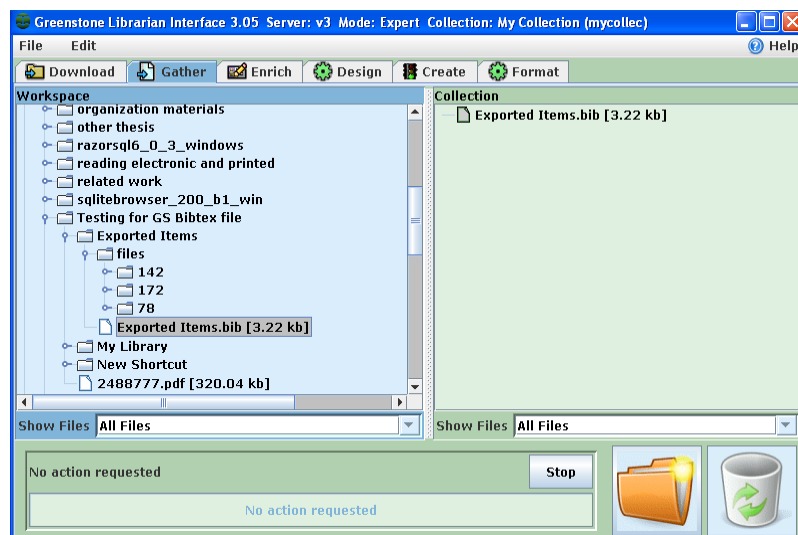 Greenstone Librarian Interface 3.05 Server: v3 Mode: Expert Collection: My Collection (mycollec)
File Edit Help
Download Gather Enrich Design Create Format
Workspace
organization materials
other thesis
razorsql6_0_3_windows
reading electronic and printed
related work
sqlitebrowser_200_b1_win
Testing for GS Bibtex file
Exported Items
files
142
172
78
Exported Items.bib [3.22 kb]
My Library
New Shortcut
2488777.pdf [320.04 kb]
Show Files All Files
Collection
Exported Items.bib [3.22 kb]
Show Files All Files
No action requested
Stop
No action requested